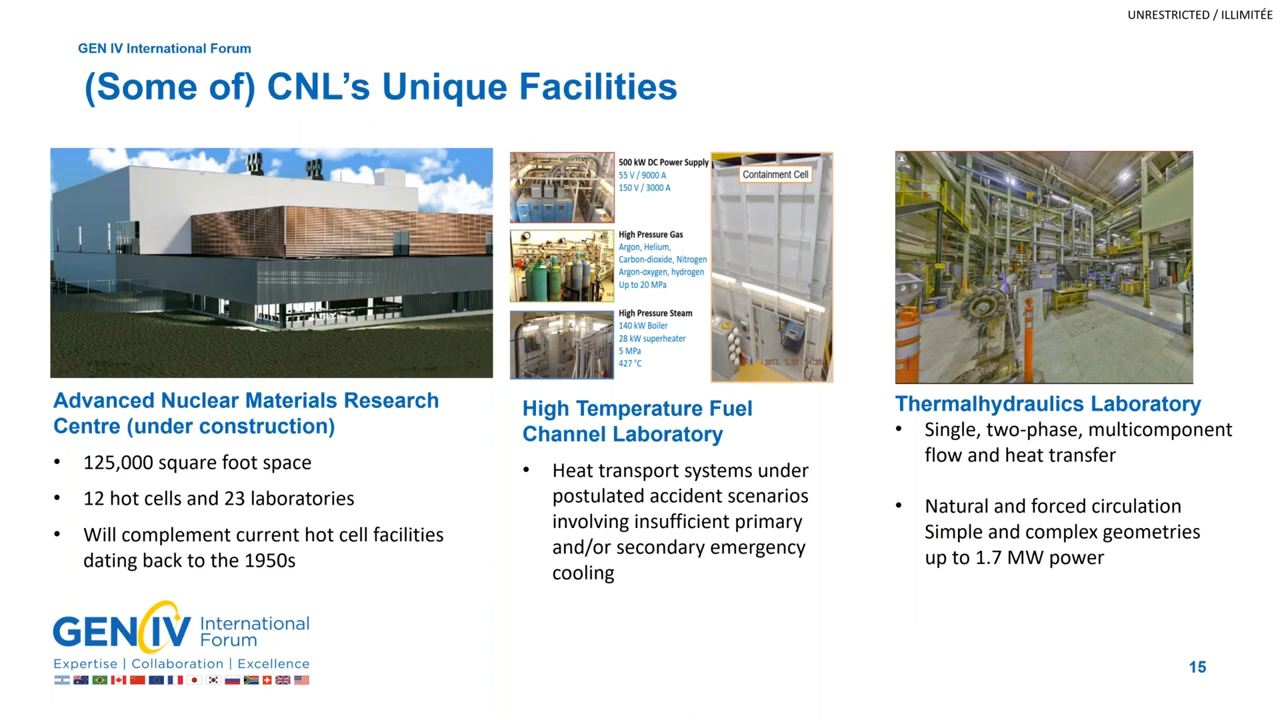 UNRESTRICTED / ILLIMITÉE
GEN IV International Forum
(Some of) CNL’s Unique Facilities
500 kW DC Power Supply
55 V / 9000 A
150 V / 3000 A
High Pressure Gas
Argon, Helium,
Carbon-dioxide, Nitrogen
Argon-oxygen, hydrogen
Up to 20 MPa
High Pressure Steam
140 kW Boiler
28 kW superheater
5 MPa
427 °C
Containment Cell
Advanced Nuclear Materials Research
Centre (under construction)
• 125,000 square foot space
• 12 hot cells and 23 laboratories
• Will complement current hot cell facilities
dating back to the 1950s
High Temperature Fuel
Channel Laboratory
• Heat transport systems under
postulated accident scenarios
involving insufficient primary
and/or secondary emergency
cooling
Thermalhydraulics Laboratory
• Single, two-phase, multicomponent
flow and heat transfer
• Natural and forced circulation
Simple and complex geometries
up to 1.7 MW power
GEN IV International
Forum
Expertise | Collaboration | Excellence
15